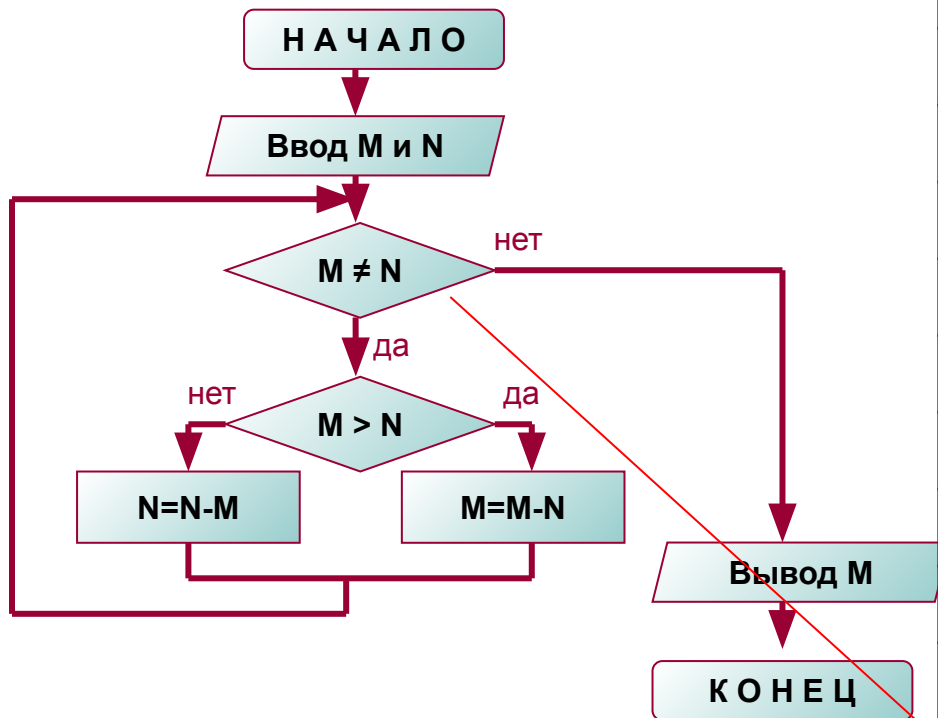 Н А Ч А Л О
Ввод M и N
M ≠ N
нет
да
M > N
нет
да
N=N-M
M=M-N
Вывод M
К О Н Е Ц